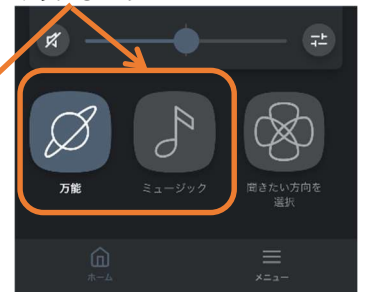 万能
ミュージック
聞きたい方向を
選択
ホーム
メニュー